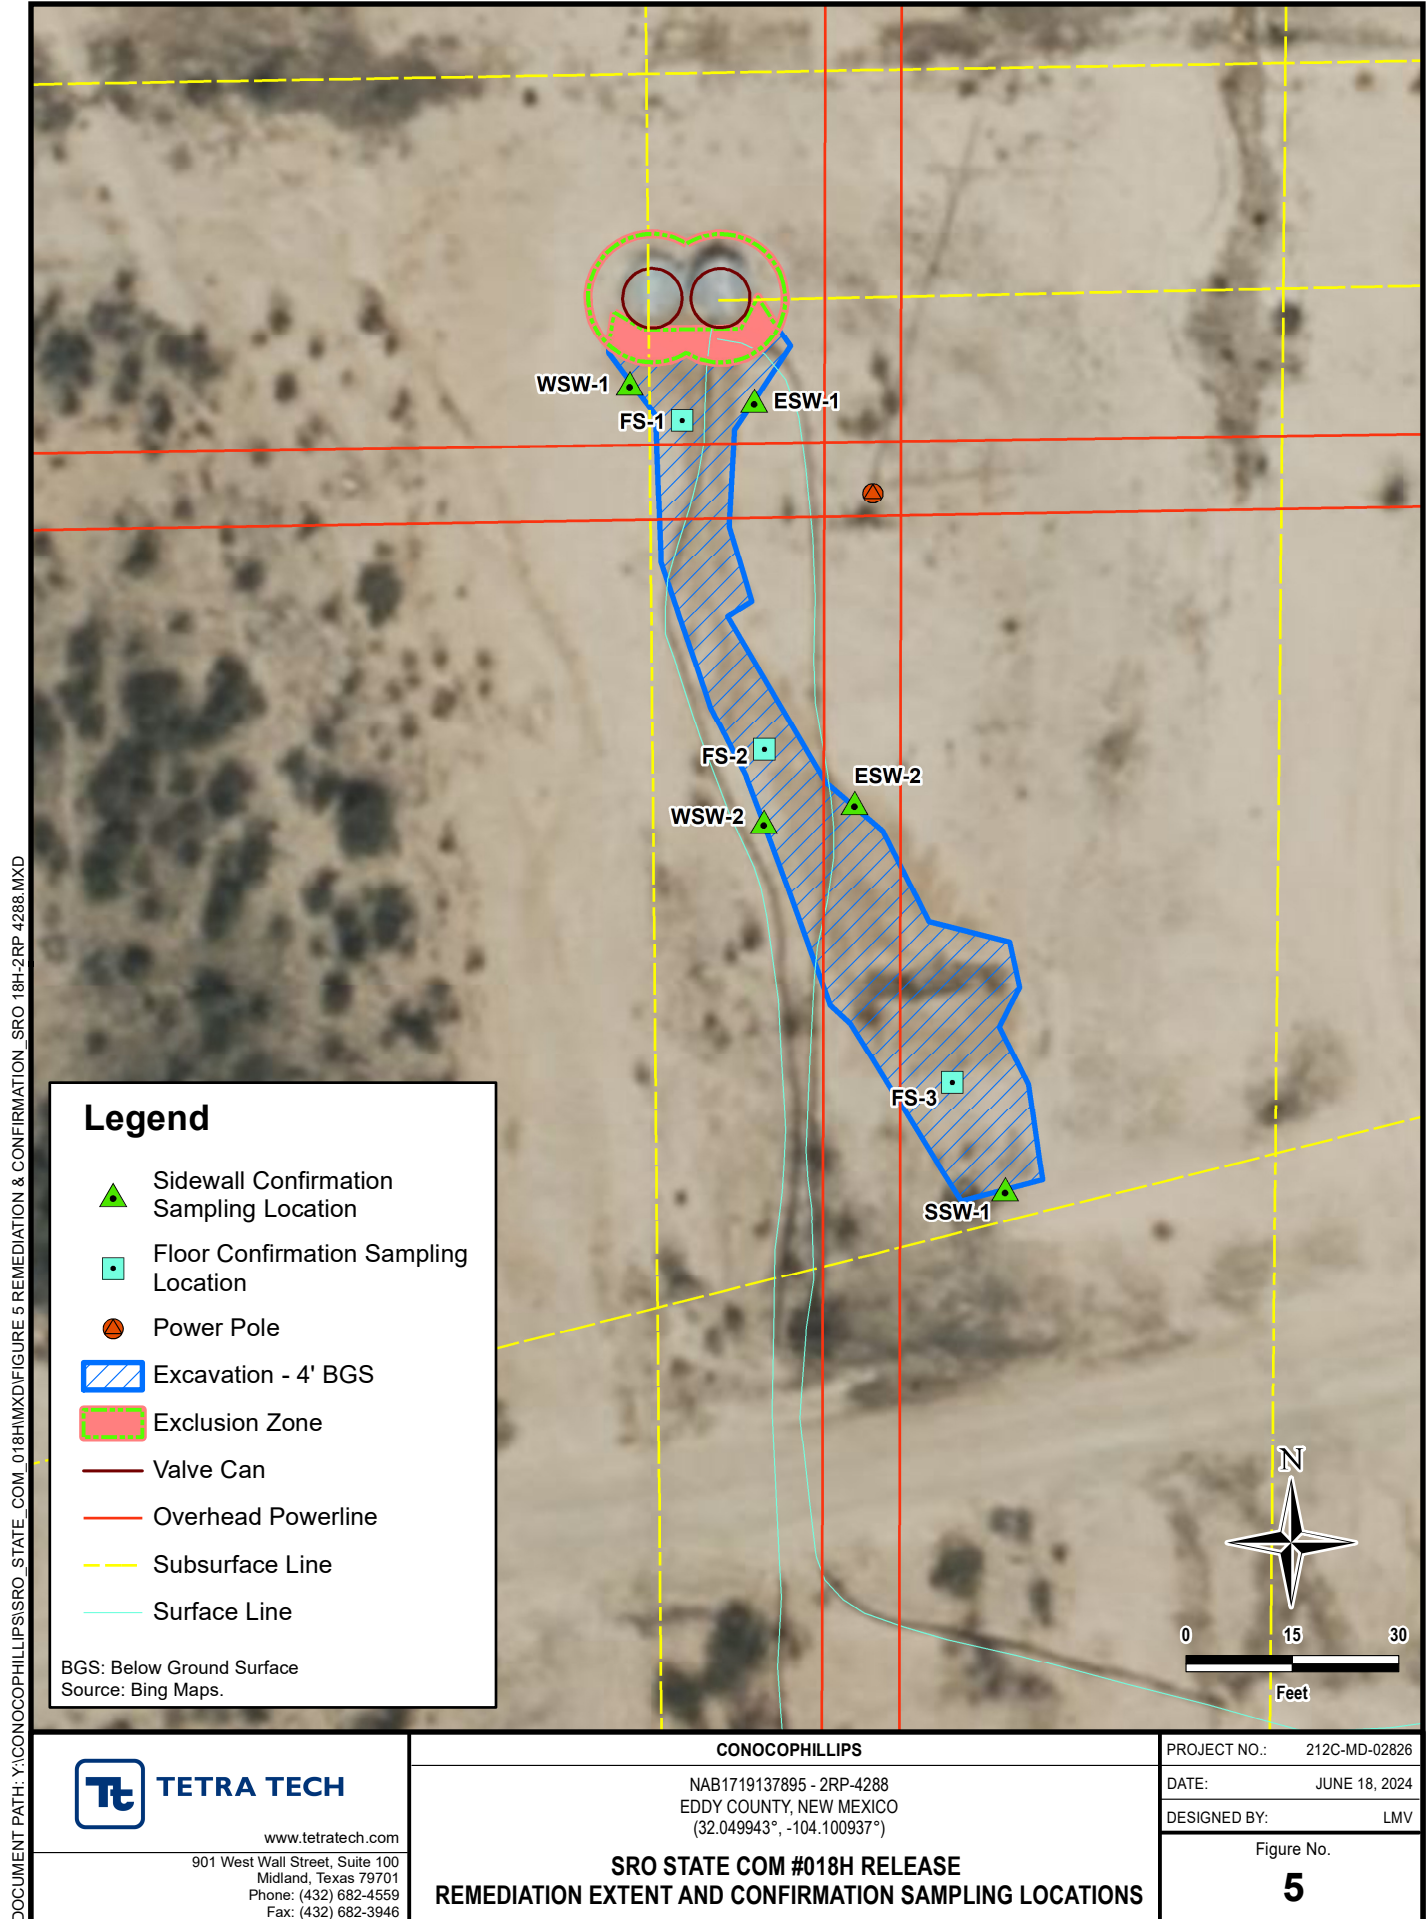 WSW-1
ESW-1
FS-1
FS-2
ESW-2
WSW-2
FS-3
SSW-1
Legend
Sidewall Confirmation
Sampling Location
Floor Confirmation Sampling
Location
Power Pole
Excavation - 4' BGS
Exclusion Zone
Valve Can
Overhead Powerline
Subsurface Line
Surface Line
BGS: Below Ground Surface
Source: Bing Maps.
N
0 15 30
Feet
DOCUMENT PATH: Y:\CONOCOPHILLIPS\SRO_STATE_COM_018H\MXD\FIGURE 5 REMEDIATION & CONFIRMATION_SRO 18H-2RP 4288.MXD
Tt TETRA TECH
www.tetratech.com
901 West Wall Street, Suite 100
Midland, Texas 79701
Phone: (432) 682-4559
Fax: (432) 682-3946
CONOCOPHILLIPS
NAB1719137895 - 2RP-4288
EDDY COUNTY, NEW MEXICO
(32.049943°, -104.100937°)
SRO STATE COM #018H RELEASE
REMEDIATION EXTENT AND CONFIRMATION SAMPLING LOCATIONS
PROJECT NO.: 212C-MD-02826
DATE: JUNE 18, 2024
DESIGNED BY: LMV
Figure No.
5